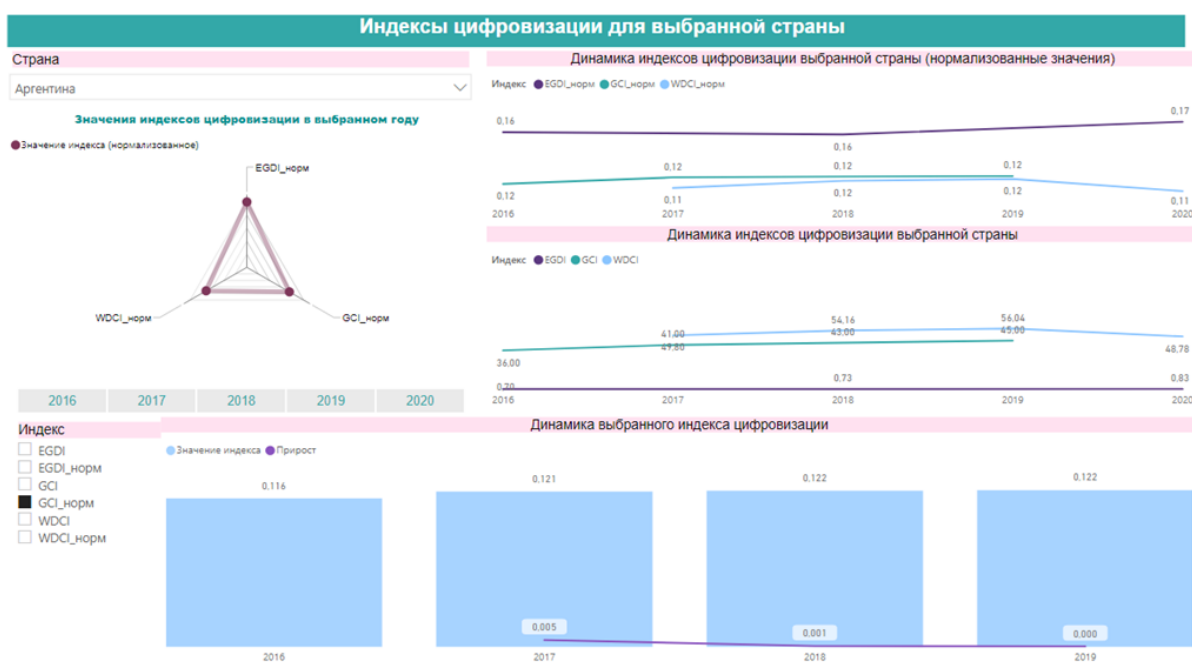 Индексы цифровизации для выбранной страны
Страна
Аргентина
Значения индексов цифровизации в выбранном году
Значение индекса (нормализованное)
EGDI_норм
WDCI_норм
GCI_норм
2016 2017 2018 2019 2020
Динамика индексов цифровизации выбранной страны (нормализованные значения)
Индекс EGDI_норм GCI_норм WDCI_норм
0,17
0,16
0,16
0,12 0,12 0,12
0,12 0,11 0,12 0,12 0,11
2016 2017 2018 2019 2020
Динамика индексов цифровизации выбранной страны
Индекс EGDI GCI WDCI
54,16 56,04
41,00 43,00 45,00
49,80 48,78
36,00
0,73 0,83
0,70
2016 2017 2018 2019 2020
Индекс
EGDI
EGDI_норм
GCI
GCI_норм
WDCI
WDCI_норм
Динамика выбранного индекса цифровизации
Значение индекса Прирост
0,116 0,121 0,122 0,122
0,005 0,001 0,000
2016 2017 2018 2019